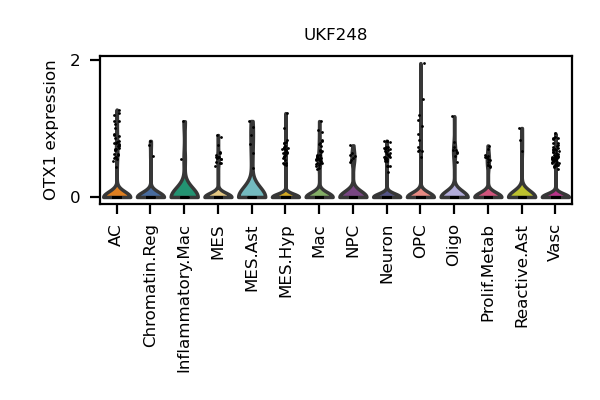 UKF248
OTX1 expression
2
0
AC
Chromatin.Reg
Inflammatory.Mac
MES
MES.Ast
MES.Hyp
Mac
NPC
Neuron
OPC
Oligo
Prolif.Metab
Reactive.Ast
Vasc